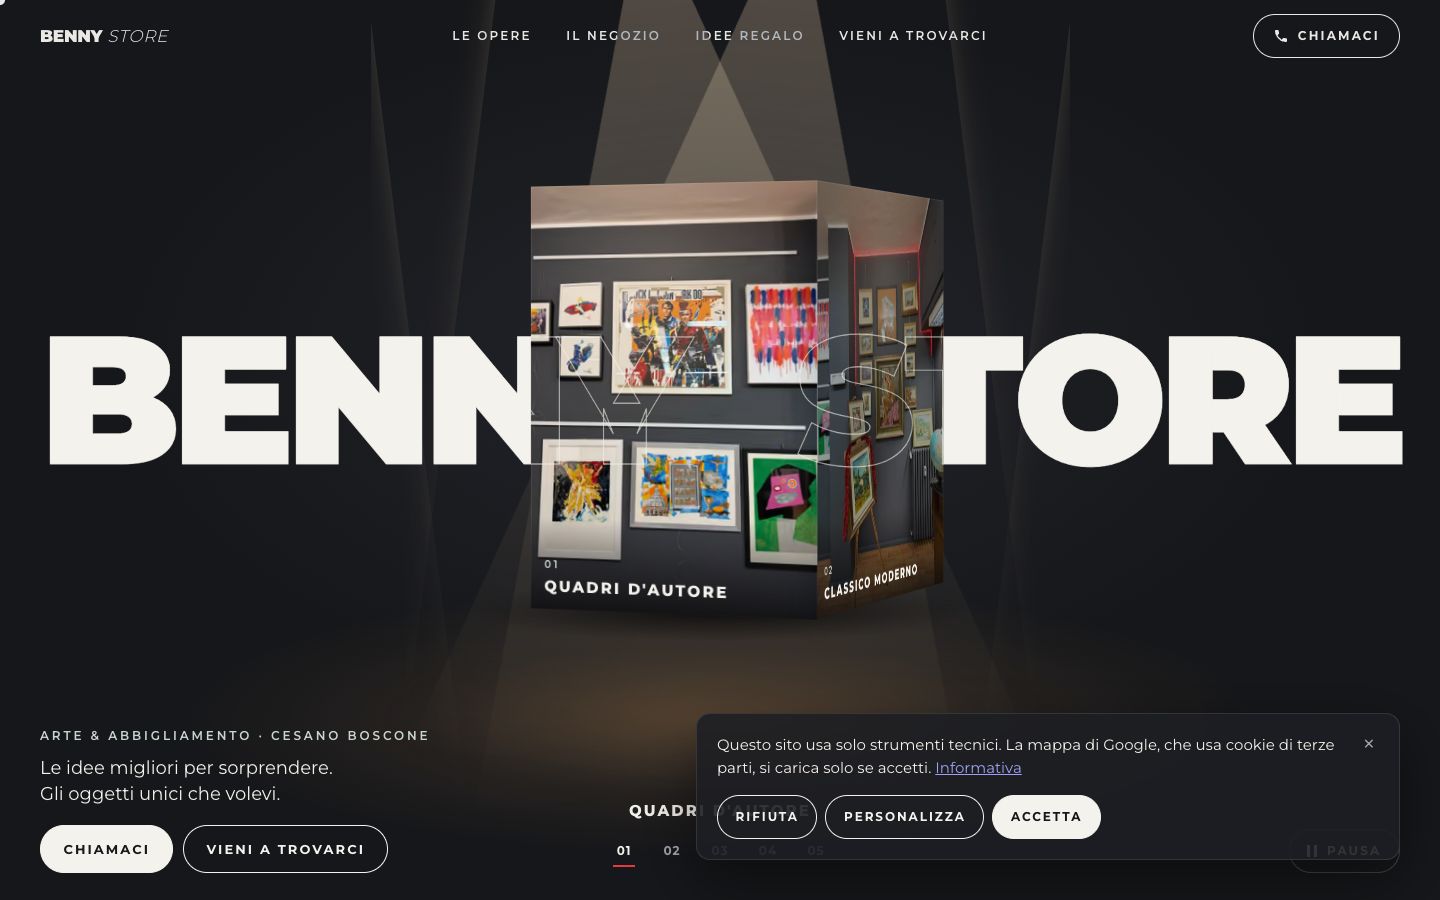 BENNY STORE
LE OPERE
IL NEGOZIO
IDEE REGALO
VIENI A TROVARCI
CHIAMACI
BENNY STORE
01
QUADRI D'AUTORE
02
CLASSICO MODERNO
ARTE & ABBIGLIAMENTO · CESANO BOSCONE
Le idee migliori per sorprendere.
Gli oggetti unici che volevi.
CHIAMACI
VIENI A TROVARCI
QUADRI D'AUTORE
01 02 03 04 05
Questo sito usa solo strumenti tecnici. La mappa di Google, che usa cookie di terze
parti, si carica solo se accetti. Informativa
×
RIFIUTA
PERSONALIZZA
ACCETTA
PAUSA